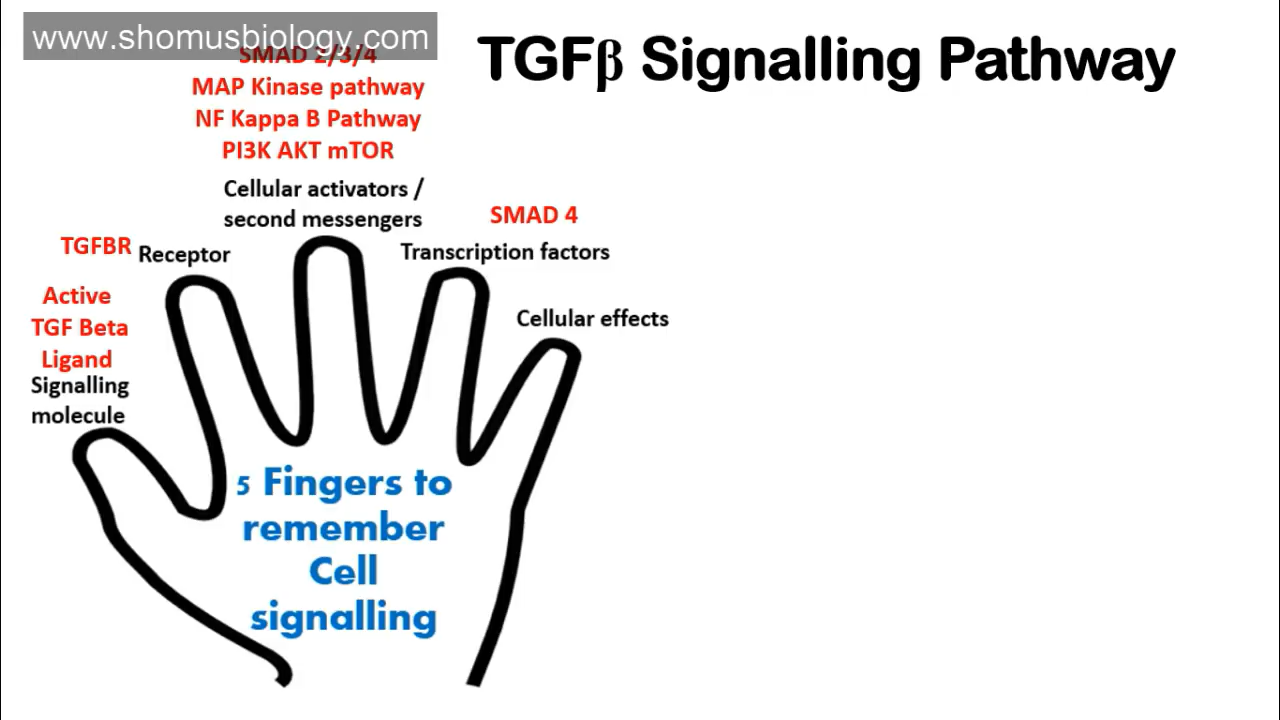 www.shomusbiology.com
TGFβ Signalling Pathway
SMAD 2/3/4
MAP Kinase pathway
NF Kappa B Pathway
PI3K AKT mTOR
Cellular activators /
second messengers
SMAD 4
Transcription factors
TGFBR
Receptor
Active
TGF Beta
Ligand
Signalling
molecule
Cellular effects
5 Fingers to
remember
Cell
signalling